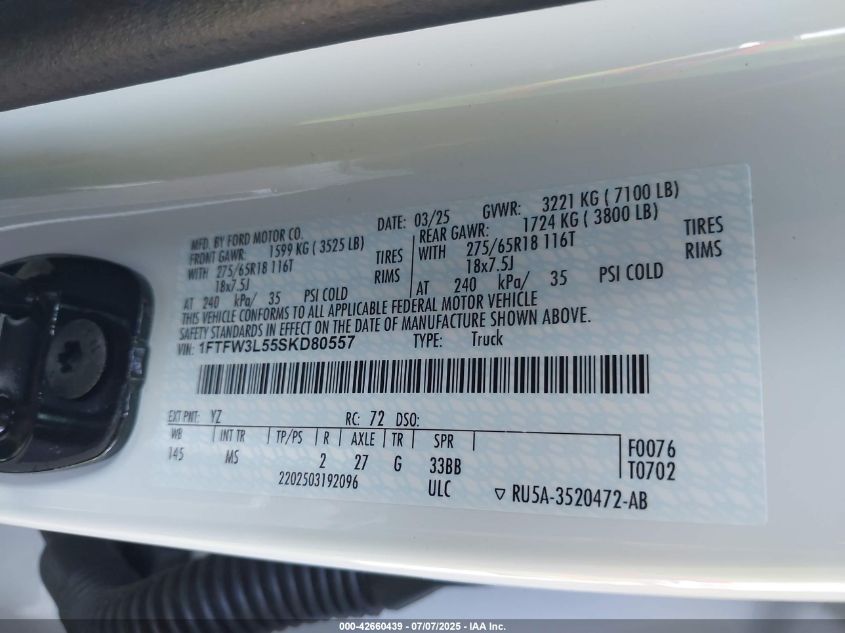 MFD. BY FORD MOTOR CO. DATE: 03/25 GVWR: 3221 KG ( 7100 LB)
FRONT GAWR: 1599 KG ( 3525 LB) REAR GAWR: 1724 KG ( 3800 LB)
WITH 275/65R18 116T TIRES WITH 275/65R18 116T TIRES
18x7.5J RIMS 18x7.5J RIMS
AT 240 kPa/ 35 PSI COLD AT 240 kPa/ 35 PSI COLD
THIS VEHICLE CONFORMS TO ALL APPLICABLE FEDERAL MOTOR VEHICLE
SAFETY STANDARDS IN EFFECT ON THE DATE OF MANUFACTURE SHOWN ABOVE.
VIN: 1FTFW3L55SKD80557 TYPE: Truck
EXT PNT: YZ RC: 72 DSO:
WB INT TR TP/PS R AXLE TR SPR F0076
145 MS 2 27 G 33BB T0702
2202503192096 ULC ▽ RU5A-3520472-AB
000-42660439 - 07/07/2025 - IAA Inc.